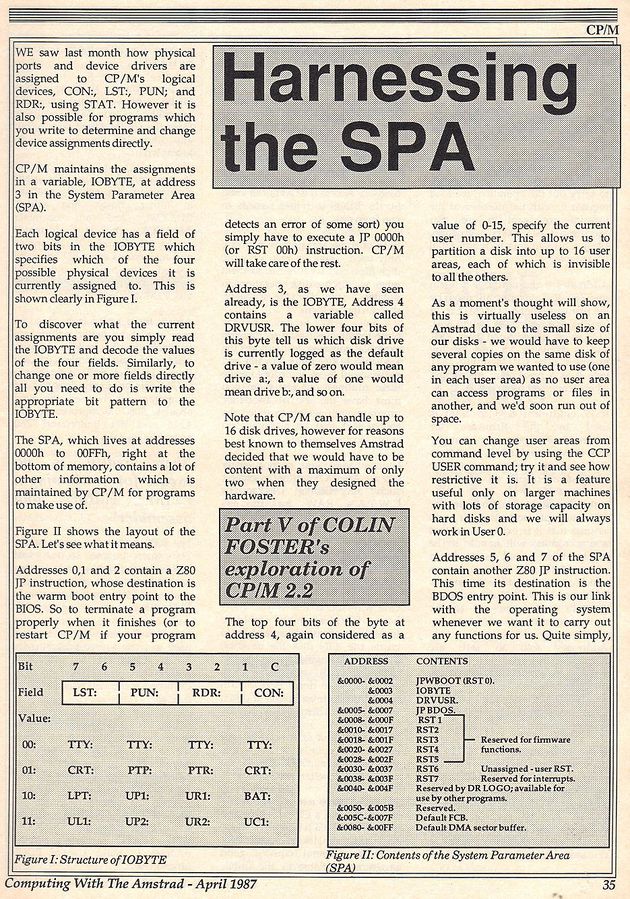 CP/M
Harnessing
the SPA
WE saw last month how physical
ports and device drivers are
assigned to CP/M's logical
devices, CON:, LST:, PUN; and
RDR:, using STAT. However it is
also possible for programs which
you write to determine and change
device assignments directly.
CP/M maintains the assignments
in a variable, IOBYTE, at address
3 in the System Parameter Area
(SPA).
Each logical device has a field of
two bits in the IOBYTE which
specifies which of the four
possible physical devices it is
currently assigned to. This is
shown clearly in Figure I.
To discover what the current
assignments are you simply read
the IOBYTE and decode the values
of the four fields. Similarly, to
change one or more fields directly
all you need to do is write the
appropriate bit pattern to the
IOBYTE.
The SPA, which lives at addresses
0000h to 00FFh, right at the
bottom of memory, contains a lot of
other information which is
maintained by CP/M for programs
to make use of.
Figure II shows the layout of the
SPA. Let's see what it means.
Addresses 0,1 and 2 contain a Z80
JP instruction, whose destination is
the warm boot entry point to the
BIOS. So to terminate a program
properly when it finishes (or to
restart CP/M if your program
detects an error of some sort) you
simply have to execute a JP 0000h
(or RST 00h) instruction. CP/M
will take care of the rest.
Address 3, as we have seen
already, is the IOBYTE, Address 4
contains a variable called
DRVUSR. The lower four bits of
this byte tell us which disk drive
is currently logged as the default
drive - a value of zero would mean
drive a:, a value of one would
mean drive b:, and so on.
Note that CP/M can handle up to
16 disk drives, however for reasons
best known to themselves Amstrad
decided that we would have to be
content with a maximum of only
two when they designed the
hardware.
Part V of COLIN
FOSTER's
exploration of
CP/M 2.2
The top four bits of the byte at
address 4, again considered as a
value of 0-15, specify the current
user number. This allows us to
partition a disk into up to 16 user
areas, each of which is invisible
to all the others.
As a moment's thought will show,
this is virtually useless on an
Amstrad due to the small size of
our disks - we would have to keep
several copies on the same disk of
any program we wanted to use (one
in each user area) as no user area
can access programs or files in
another, and we'd soon run out of
space.
You can change user areas from
command level by using the CCP
USER command; try it and see how
restrictive it is. It is a feature
useful only on larger machines
with lots of storage capacity on
hard disks and we will always
work in User 0.
Addresses 5, 6 and 7 of the SPA
contain another Z80 JP instruction.
This time its destination is the
BDOS entry point. This is our link
with the operating system
whenever we want it to carry out
any functions for us. Quite simply,
Bit 7 6 5 4 3 2 1 C
Field LST: PUN: RDR: CON:
Value:
00: TTY: TTY: TTY: TTY:
01: CRT: PTP: PTR: CRT:
10: LPT: UP1: UR1: BAT:
11: UL1: UP2: UR2: UC1:
Figure I: Structure of IOBYTE
ADDRESS CONTENTS
&0000- &0002 JPWBOOT (RST 0).
&0003 IOBYTE
&0004 DRVUSR.
&0005- &0007 JP BDOS.
&0008- &000F RST 1
&0010- &0017 RST2
&0018- &001F RST3 Reserved for firmware
&0020- &0027 RST4 functions.
&0028- &002F RST5
&0030- &0037 RST6 Unassigned - user RST.
&0038- &003F RST7 Reserved for interrupts.
&0040- &004F Reserved by DR LOGO; available for
use by other programs.
&0050- &005B Reserved.
&005C-&007F Default FCB.
&0080- &00FF Default DMA sector buffer.
Figure II: Contents of the System Parameter Area
(SPA)
Computing With The Amstrad - April 1987 35